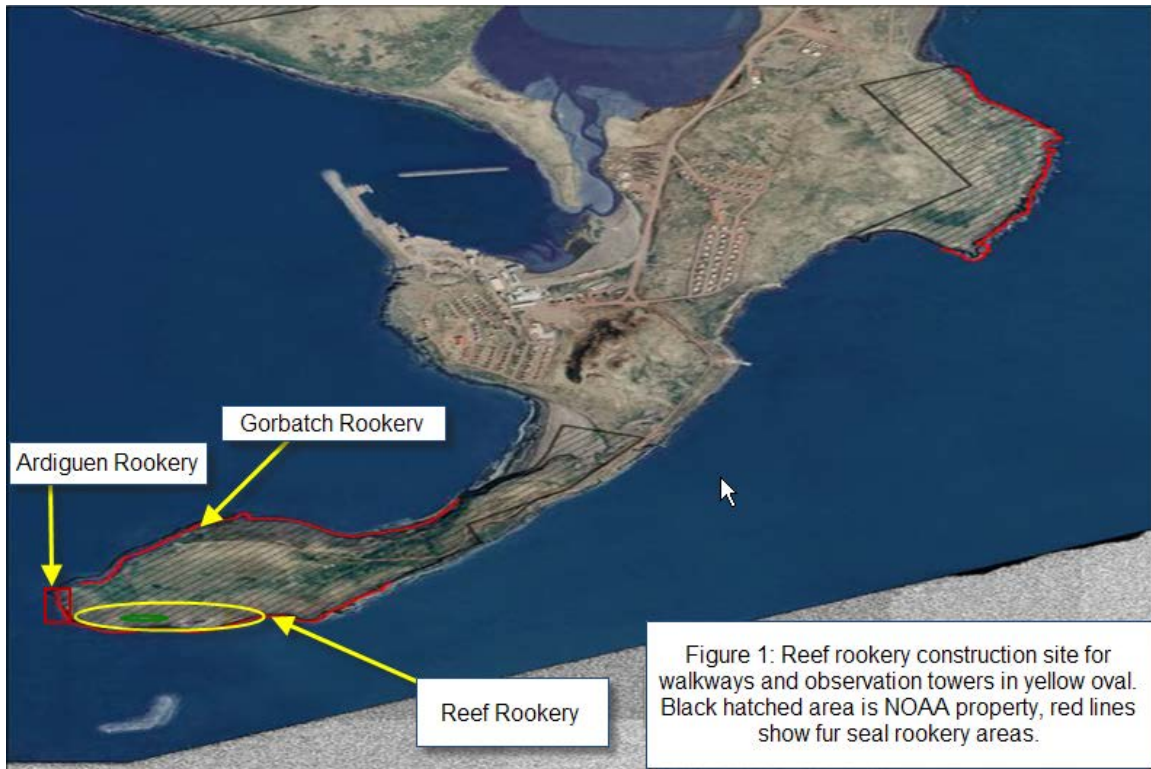 Gorbatch Rookerv
Ardiguen Rookery
Reef Rookery
Figure 1: Reef rookery construction site for
walkways and observation towers in yellow oval.
Black hatched area is NOAA property, red lines
show fur seal rookery areas.